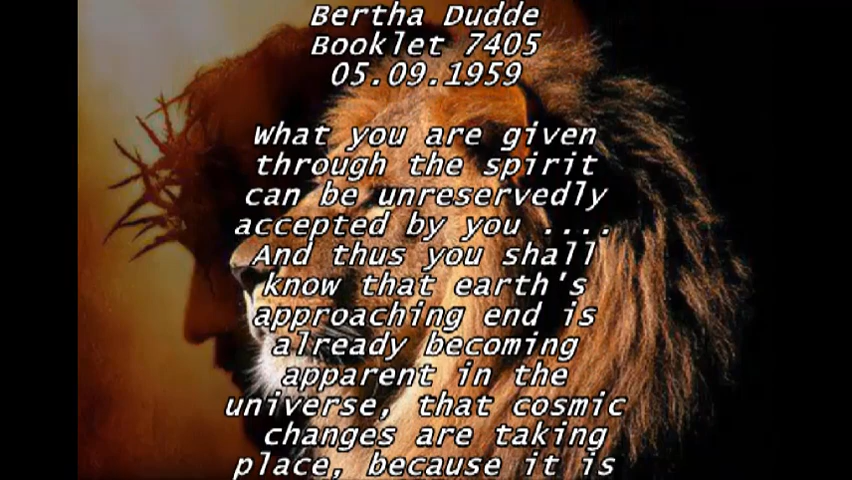 Bertha Dudde
Booklet 7405
05.09.1959
What you are given
through the spirit
can be unreservedly
accepted by you ....
And thus you shall
know that earth's
approaching end is
already becoming
apparent in the
universe, that cosmic
changes are taking
place, because it is